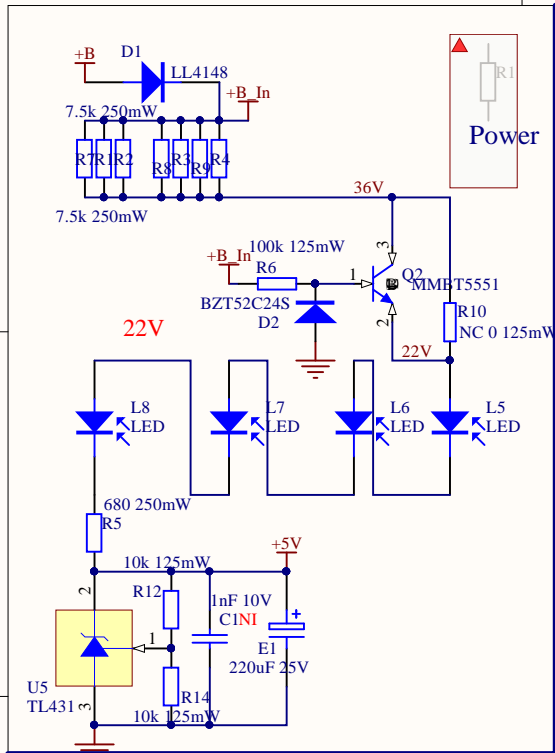 +B
D1
LL4148
+B_In
7.5k 250mW
R7
R1
R2
R8
R3
R9
R4
7.5k 250mW
R1
Power
36V
+B_In
100k 125mW
R6
1
3
2
Q2
MMBT5551
BZT52C24S
D2
R10
NC 0 125mW
22V
22V
L8
LED
L7
LED
L6
LED
L5
LED
680 250mW
R5
+5V
10k 125mW
2
R12
1nF 10V
C1NI
1
+
E1
220uF 25V
U5
TL431
3
R14
10k 125mW